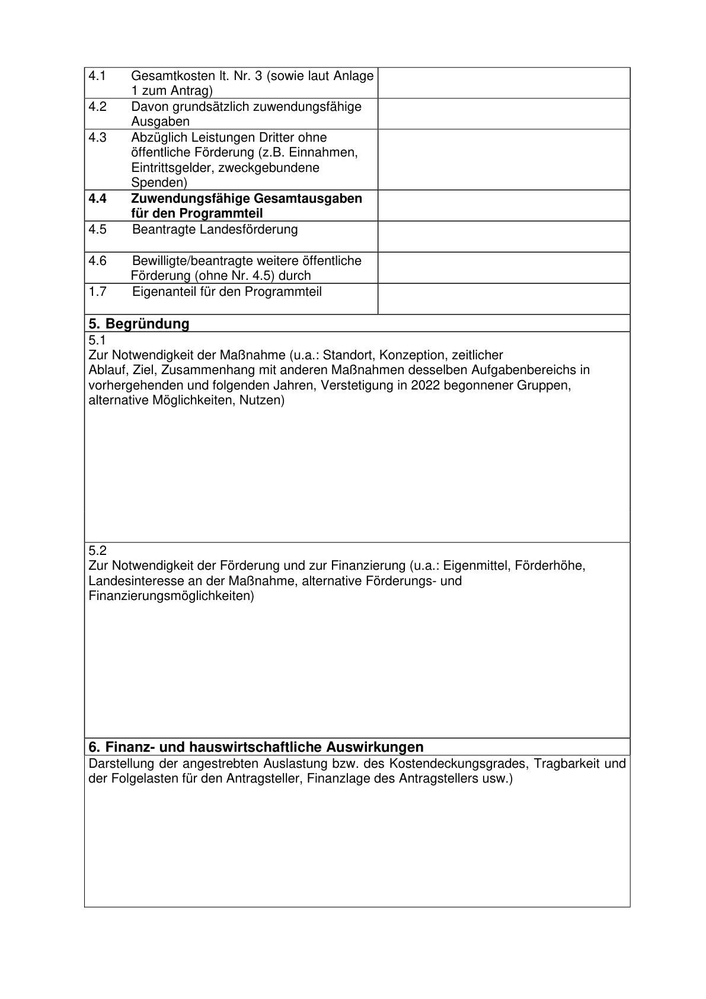 4.1 Gesamtkosten lt. Nr. 3 (sowie laut Anlage
1 zum Antrag)
4.2 Davon grundsätzlich zuwendungsfähige
Ausgaben
4.3 Abzüglich Leistungen Dritter ohne
öffentliche Förderung (z.B. Einnahmen,
Eintrittsgelder, zweckgebundene
Spenden)
4.4 Zuwendungsfähige Gesamtausgaben
für den Programmteil
4.5 Beantragte Landesförderung
4.6 Bewilligte/beantragte weitere öffentliche
Förderung (ohne Nr. 4.5) durch
1.7 Eigenanteil für den Programmteil
5. Begründung
5.1
Zur Notwendigkeit der Maßnahme (u.a.: Standort, Konzeption, zeitlicher
Ablauf, Ziel, Zusammenhang mit anderen Maßnahmen desselben Aufgabenbereichs in
vorhergehenden und folgenden Jahren, Verstetigung in 2022 begonnener Gruppen,
alternative Möglichkeiten, Nutzen)
5.2
Zur Notwendigkeit der Förderung und zur Finanzierung (u.a.: Eigenmittel, Förderhöhe,
Landesinteresse an der Maßnahme, alternative Förderungs- und
Finanzierungsmöglichkeiten)
6. Finanz- und hauswirtschaftliche Auswirkungen
Darstellung der angestrebten Auslastung bzw. des Kostendeckungsgrades, Tragbarkeit und
der Folgelasten für den Antragsteller, Finanzlage des Antragstellers usw.)